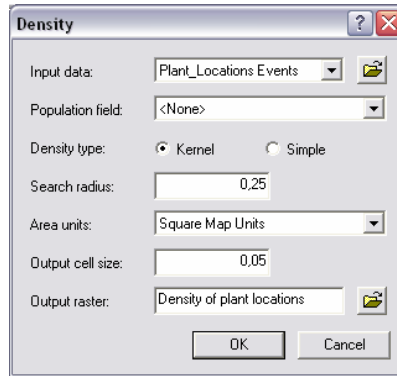 Density
Input data: Plant_Locations Events
Population field: <None>
Density type: Kernel Simple
Search radius: 0,25
Area units: Square Map Units
Output cell size: 0,05
Output raster: Density of plant locations
OK Cancel